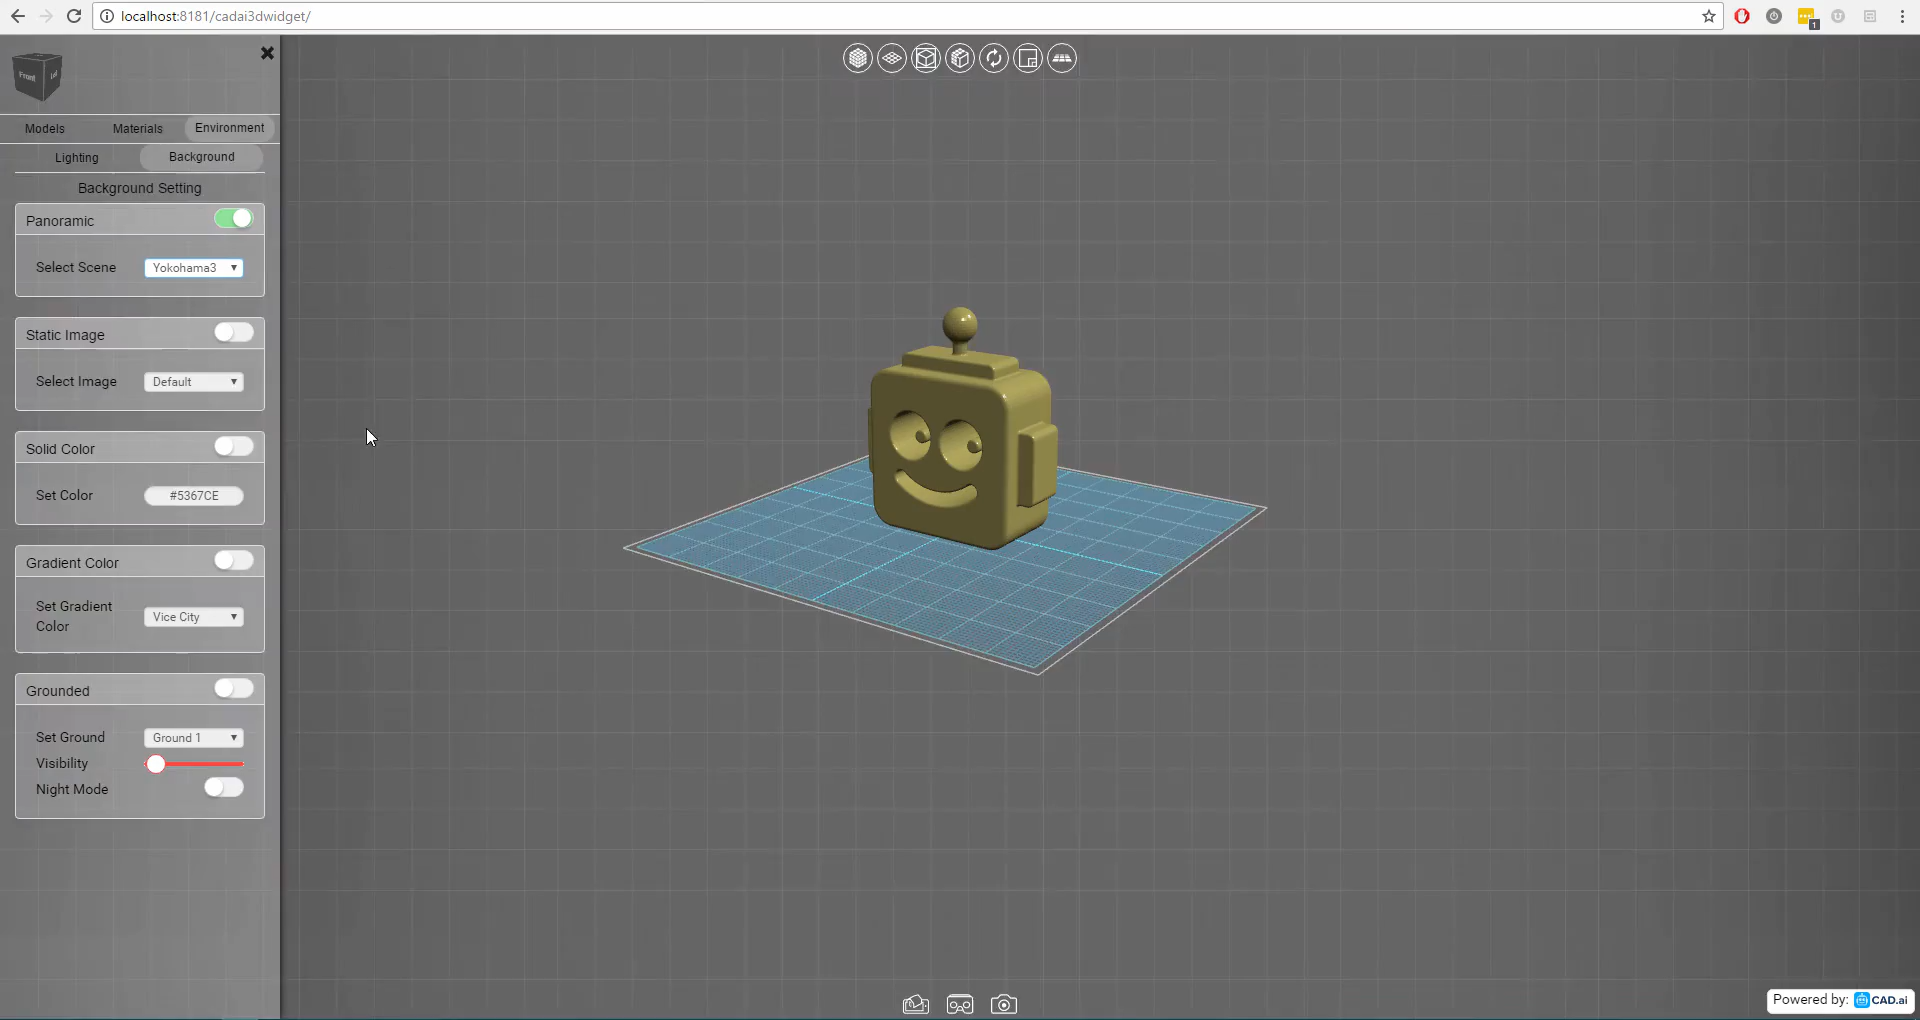 localhost:8181/cadai3dwidget/
1
Front
Models
Materials
Environment
Lighting
Background
Background Setting
Panoramic
Select Scene
Yokohama3
Static Image
Select Image
Default
Solid Color
Set Color
#5367CE
Gradient Color
Set Gradient
Color
Vice City
Grounded
Set Ground
Ground 1
Visibility
Night Mode
Powered by: CAD.ai